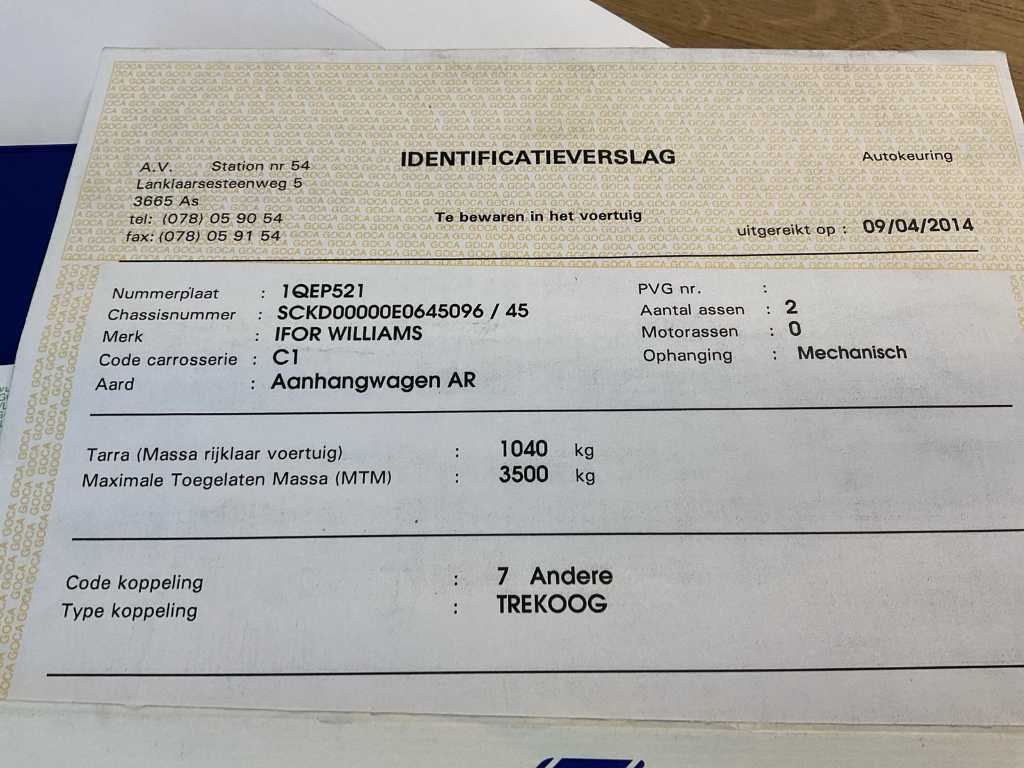 IDENTIFICATIEVERSLAG
Autokeuring
A.V. Station nr 54
Lanklaarsesteenweg 5
3665 As
tel: (078) 05 90 54
fax: (078) 05 91 54
Te bewaren in het voertuig
uitgereikt op : 09/04/2014
Nummerplaat : 1QEP521
Chassisnummer : SCKD00000E0645096 / 45
Merk : IFOR WILLIAMS
Code carrosserie : C1
Aard : Aanhangwagen AR
PVG nr. :
Aantal assen : 2
Motorassen : 0
Ophanging : Mechanisch
Tarra (Massa rijklaar voertuig) : 1040 kg
Maximale Toegelaten Massa (MTM) : 3500 kg
Code koppeling : 7 Andere
Type koppeling : TREKOOG